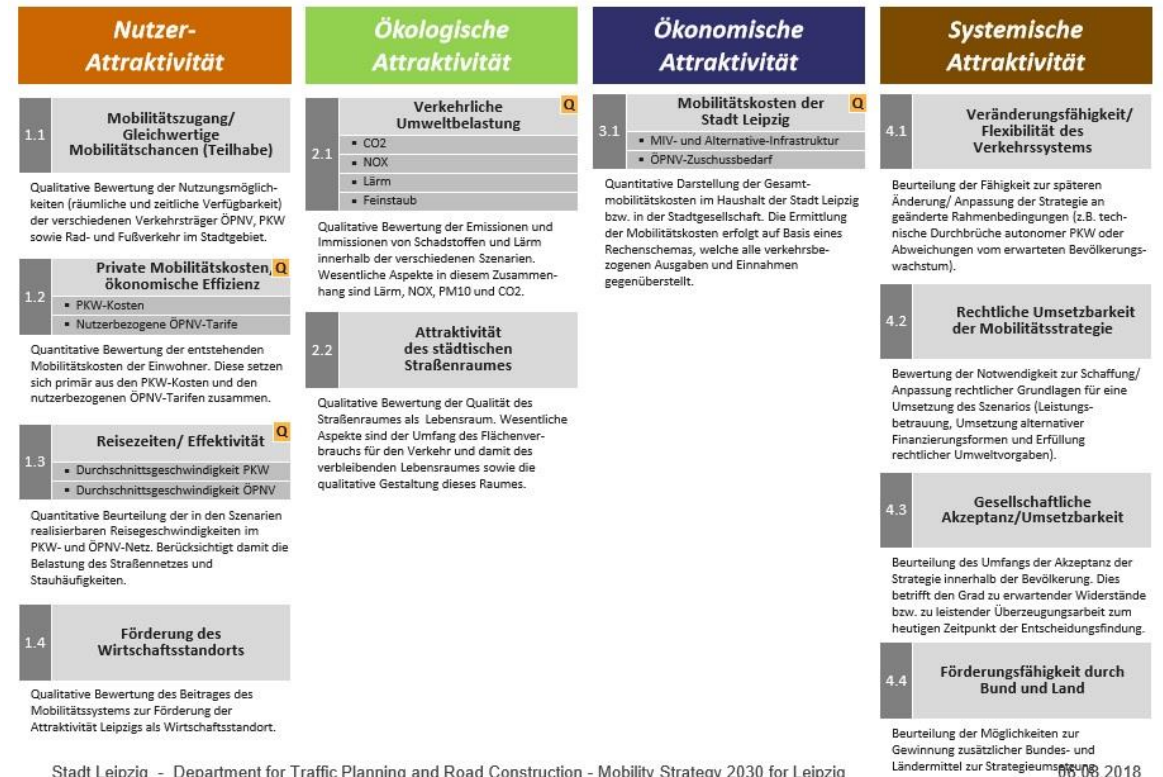 Nutzer-
Attraktivität
1.1
Mobilitätszugang/
Gleichwertige
Mobilitätschancen (Teilhabe)
Qualitative Bewertung der Nutzungsmöglich-
keiten (räumliche und zeitliche Verfügbarkeit)
der verschiedenen Verkehrsträger ÖPNV, PKW
sowie Rad- und Fußverkehr im Stadtgebiet.
1.2
Private Mobilitätskosten, Q
ökonomische Effizienz
▪ PKW-Kosten
▪ Nutzerbezogene ÖPNV-Tarife
Quantitative Bewertung der entstehenden
Mobilitätskosten der Einwohner. Diese setzen
sich primär aus den PKW-Kosten und den
nutzerbezogenen ÖPNV-Tarifen zusammen.
1.3
Reisezeiten/ Effektivität Q
▪ Durchschnittsgeschwindigkeit PKW
▪ Durchschnittsgeschwindigkeit ÖPNV
Quantitative Beurteilung der in den Szenarien
realisierbaren Reisegeschwindigkeiten im
PKW- und ÖPNV-Netz. Berücksichtigt damit die
Belastung des Straßennetzes und
Stauhäufigkeiten.
1.4
Förderung des
Wirtschaftsstandorts
Qualitative Bewertung des Beitrages des
Mobilitätssystems zur Förderung der
Attraktivität Leipzigs als Wirtschaftsstandort.
Ökologische
Attraktivität
2.1
Verkehrliche Q
Umweltbelastung
▪ CO2
▪ NOX
▪ Lärm
▪ Feinstaub
Qualitative Bewertung der Emissionen und
Immissionen von Schadstoffen und Lärm
innerhalb der verschiedenen Szenarien.
Wesentliche Aspekte in diesem Zusammen-
hang sind Lärm, NOX, PM10 und CO2.
2.2
Attraktivität
des städtischen
Straßenraumes
Qualitative Bewertung der Qualität des
Straßenraumes als Lebensraum. Wesentliche
Aspekte sind der Umfang des Flächenver-
brauchs für den Verkehr und damit des
verbleibenden Lebensraumes sowie die
qualitative Gestaltung dieses Raumes.
Ökonomische
Attraktivität
3.1
Mobilitätskosten der Q
Stadt Leipzig
▪ MIV- und Alternative-Infrastruktur
▪ ÖPNV-Zuschussbedarf
Quantitative Darstellung der Gesamt-
mobilitätskosten im Haushalt der Stadt Leipzig
bzw. in der Stadtgesellschaft. Die Ermittlung
der Mobilitätskosten erfolgt auf Basis eines
Rechenschemas, welche alle verkehrsbe-
zogenen Ausgaben und Einnahmen
gegenüberstellt.
Systemische
Attraktivität
4.1
Veränderungsfähigkeit/
Flexibilität des
Verkehrssystems
Beurteilung der Fähigkeit zur späteren
Änderung/ Anpassung der Strategie an
geänderte Rahmenbedingungen (z.B. tech-
nische Durchbrüche autonomer PKW oder
Abweichungen vom erwarteten Bevölkerungs-
wachstum).
4.2
Rechtliche Umsetzbarkeit
der Mobilitätsstrategie
Bewertung der Notwendigkeit zur Schaffung/
Anpassung rechtlicher Grundlagen für eine
Umsetzung des Szenarios (Leistungs-
betrauung, Umsetzung alternativer
Finanzierungsformen und Erfüllung
rechtlicher Umweltvorgaben).
4.3
Gesellschaftliche
Akzeptanz/Umsetzbarkeit
Beurteilung des Umfangs der Akzeptanz der
Strategie innerhalb der Bevölkerung. Dies
betrifft den Grad zu erwartender Widerstände
bzw. zu leistender Überzeugungsarbeit zum
heutigen Zeitpunkt der Entscheidungsfindung.
4.4
Förderungsfähigkeit durch
Bund und Land
Beurteilung der Möglichkeiten zur
Gewinnung zusätzlicher Bundes- und
Ländermittel zur Strategieumsetzung.
Stadt Leipzig - Department for Traffic Planning and Road Construction - Mobility Strategy 2030 for Leipzig
06.08.2018